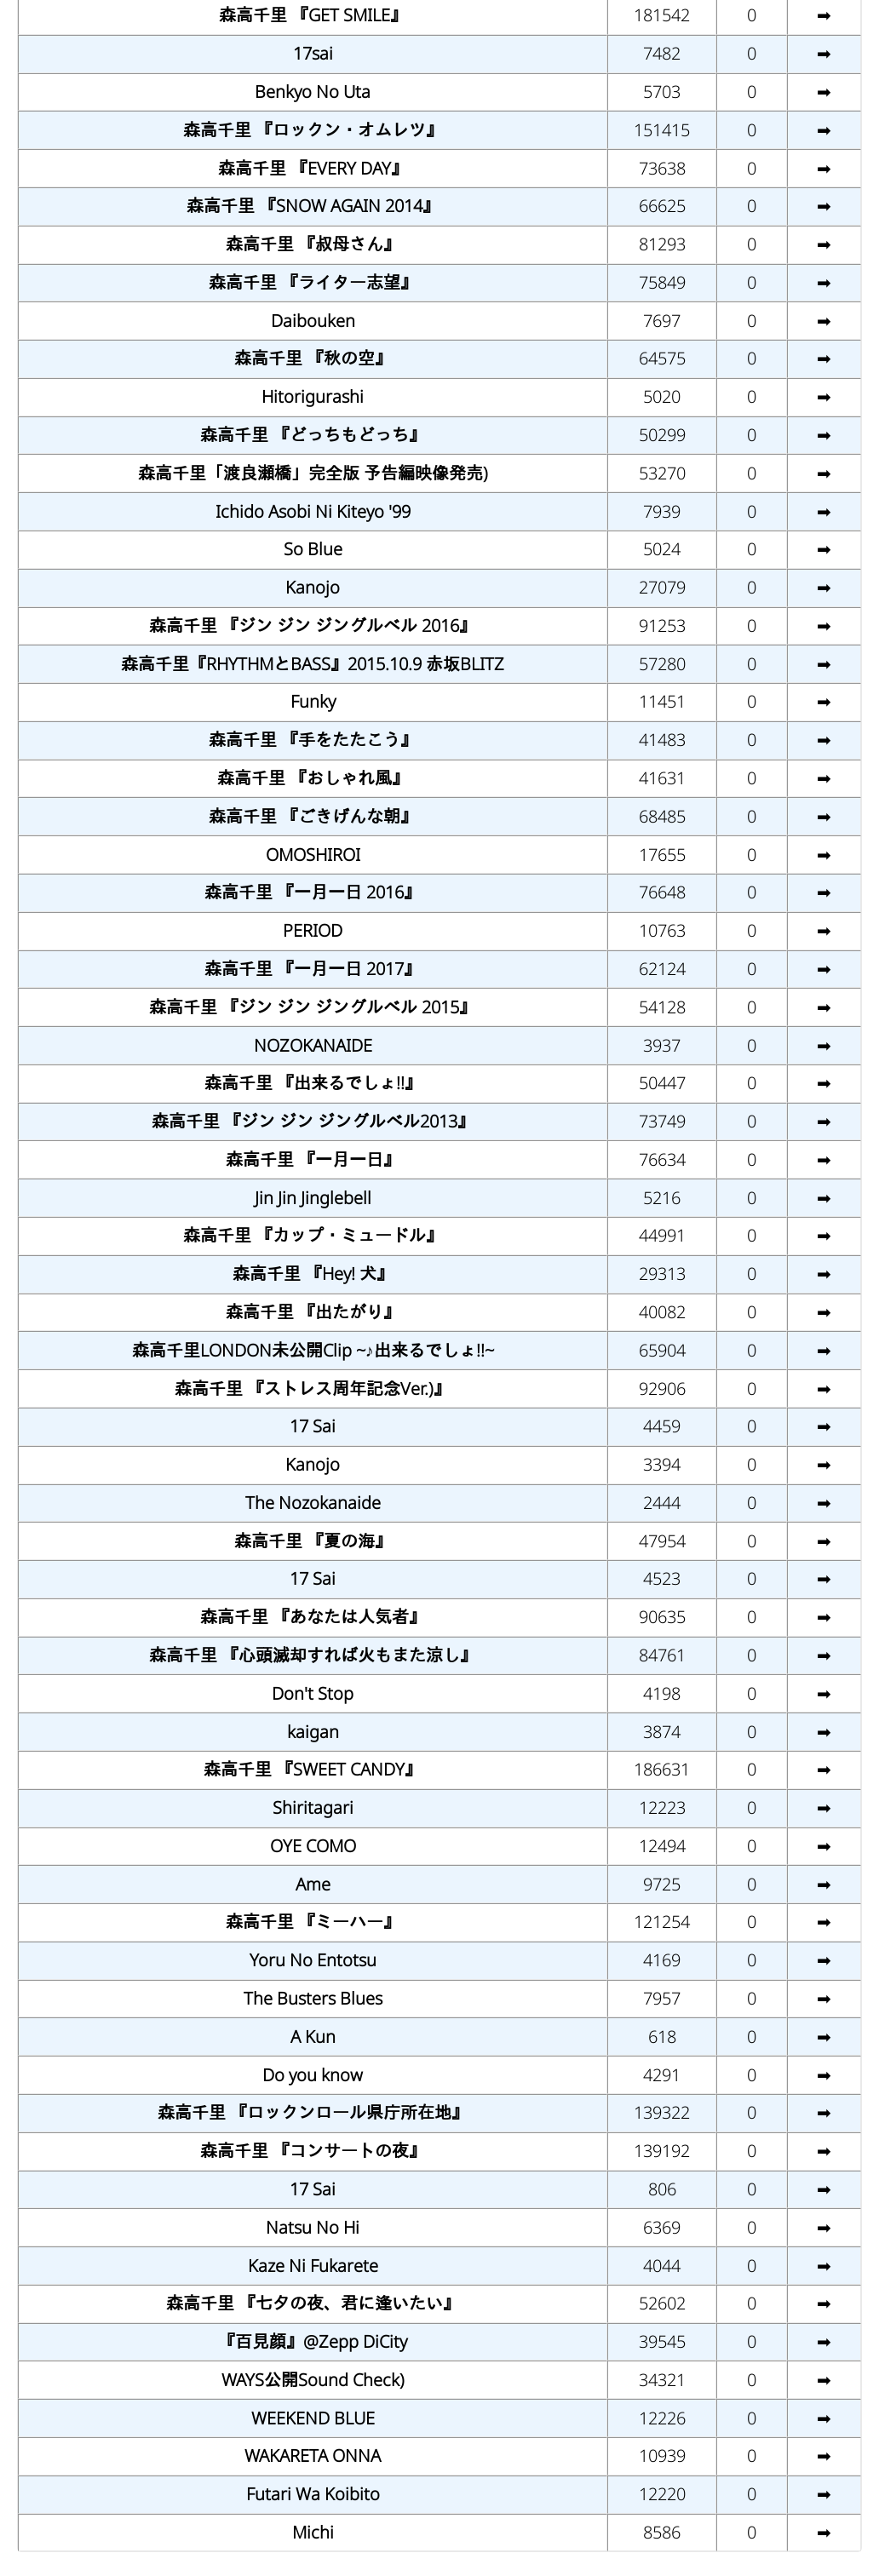 森高千里 『GET SMILE』 181542 0 ➡
17sai 7482 0 ➡
Benkyo No Uta 5703 0 ➡
森高千里 『ロックン・オムレツ』 151415 0 ➡
森高千里 『EVERY DAY』 73638 0 ➡
森高千里 『SNOW AGAIN 2014』 66625 0 ➡
森高千里 『叔母さん』 81293 0 ➡
森高千里 『ライター志望』 75849 0 ➡
Daibouken 7697 0 ➡
森高千里 『秋の空』 64575 0 ➡
Hitorigurashi 5020 0 ➡
森高千里 『どっちもどっち』 50299 0 ➡
森高千里「渡良瀬橋」完全版 予告編映像発売) 53270 0 ➡
Ichido Asobi Ni Kiteyo '99 7939 0 ➡
So Blue 5024 0 ➡
Kanojo 27079 0 ➡
森高千里 『ジン ジン ジングルベル 2016』 91253 0 ➡
森高千里『RHYTHMとBASS』2015.10.9 赤坂BLITZ 57280 0 ➡
Funky 11451 0 ➡
森高千里 『手をたたこう』 41483 0 ➡
森高千里 『おしゃれ風』 41631 0 ➡
森高千里 『ごきげんな朝』 68485 0 ➡
OMOSHIROI 17655 0 ➡
森高千里 『一月一日 2016』 76648 0 ➡
PERIOD 10763 0 ➡
森高千里 『一月一日 2017』 62124 0 ➡
森高千里 『ジン ジン ジングルベル 2015』 54128 0 ➡
NOZOKANAIDE 3937 0 ➡
森高千里 『出来るでしょ!!』 50447 0 ➡
森高千里 『ジン ジン ジングルベル2013』 73749 0 ➡
森高千里 『一月一日』 76634 0 ➡
Jin Jin Jinglebell 5216 0 ➡
森高千里 『カップ・ミュードル』 44991 0 ➡
森高千里 『Hey! 犬』 29313 0 ➡
森高千里 『出たがり』 40082 0 ➡
森高千里LONDON未公開Clip ~♪出来るでしょ!!~ 65904 0 ➡
森高千里 『ストレス周年記念Ver.)』 92906 0 ➡
17 Sai 4459 0 ➡
Kanojo 3394 0 ➡
The Nozokanaide 2444 0 ➡
森高千里 『夏の海』 47954 0 ➡
17 Sai 4523 0 ➡
森高千里 『あなたは人気者』 90635 0 ➡
森高千里 『心頭滅却すれば火もまた涼し』 84761 0 ➡
Don't Stop 4198 0 ➡
kaigan 3874 0 ➡
森高千里 『SWEET CANDY』 186631 0 ➡
Shiritagari 12223 0 ➡
OYE COMO 12494 0 ➡
Ame 9725 0 ➡
森高千里 『ミーハー』 121254 0 ➡
Yoru No Entotsu 4169 0 ➡
The Busters Blues 7957 0 ➡
A Kun 618 0 ➡
Do you know 4291 0 ➡
森高千里 『ロックンロール県庁所在地』 139322 0 ➡
森高千里 『コンサートの夜』 139192 0 ➡
17 Sai 806 0 ➡
Natsu No Hi 6369 0 ➡
Kaze Ni Fukarete 4044 0 ➡
森高千里 『七夕の夜、君に逢いたい』 52602 0 ➡
『百見顔』@Zepp DiCity 39545 0 ➡
WAYS公開Sound Check) 34321 0 ➡
WEEKEND BLUE 12226 0 ➡
WAKARETA ONNA 10939 0 ➡
Futari Wa Koibito 12220 0 ➡
Michi 8586 0 ➡